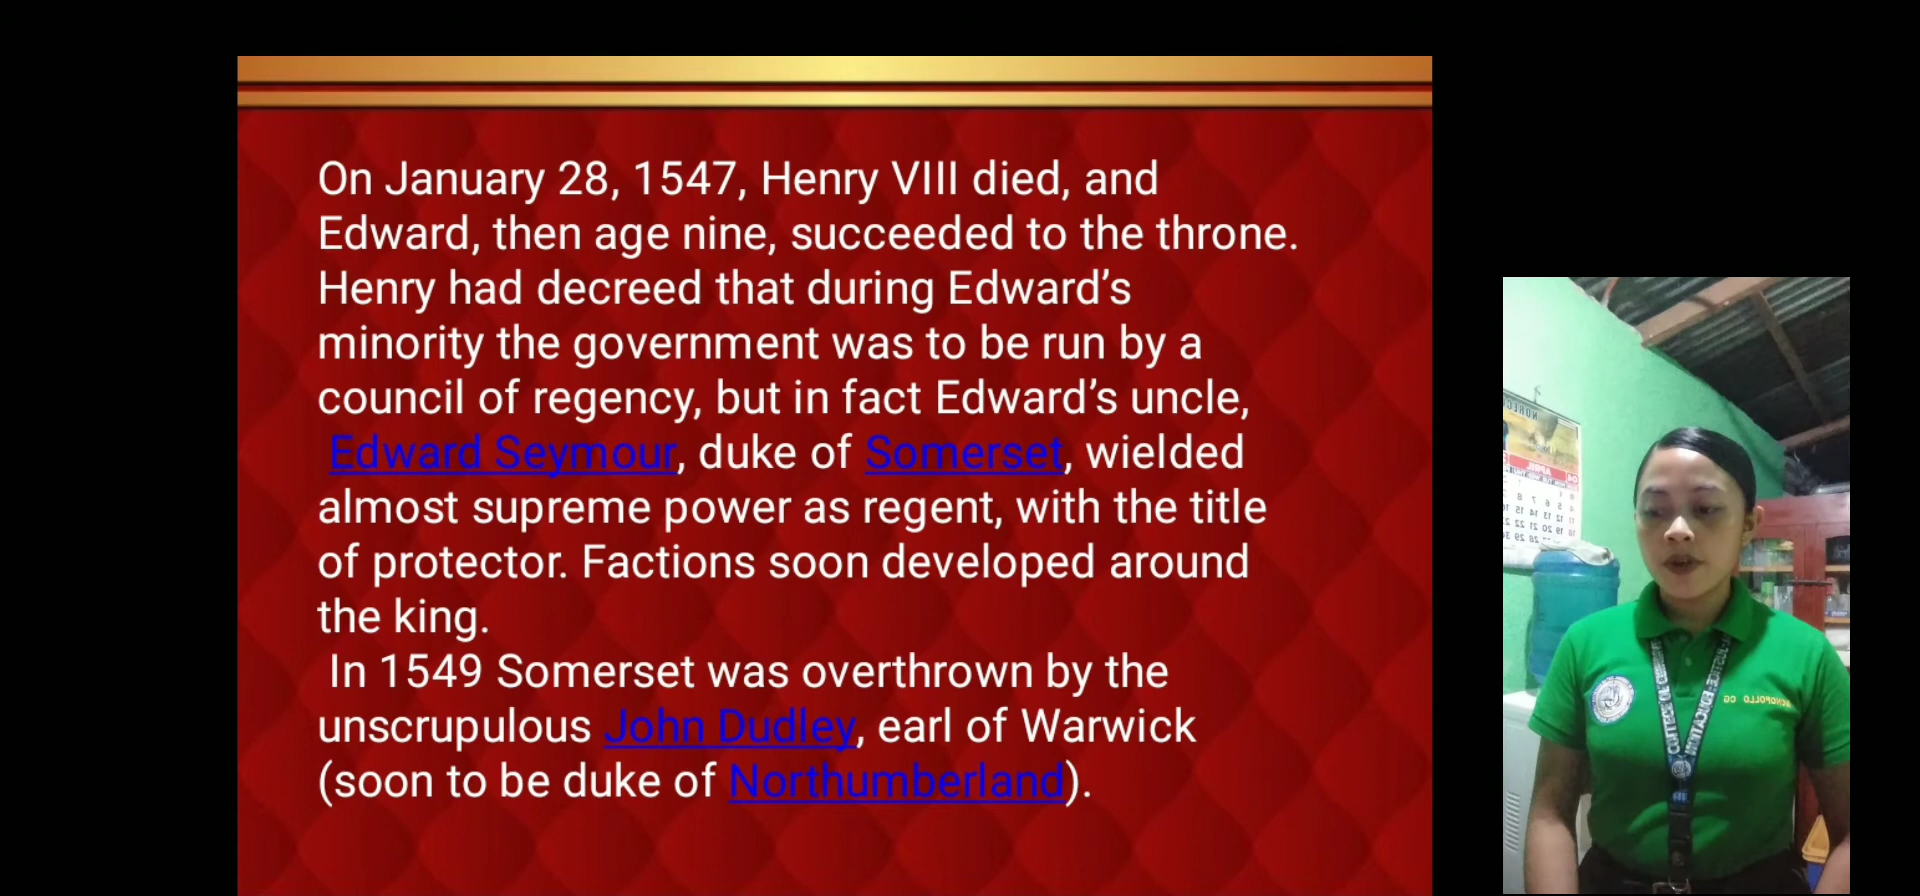 On January 28, 1547, Henry VIII died, and
Edward, then age nine, succeeded to the throne.
Henry had decreed that during Edward’s
minority the government was to be run by a
council of regency, but in fact Edward’s uncle,
Edward Seymour, duke of Somerset, wielded
almost supreme power as regent, with the title
of protector. Factions soon developed around
the king.
In 1549 Somerset was overthrown by the
unscrupulous John Dudley, earl of Warwick
(soon to be duke of Northumberland).
APRIL